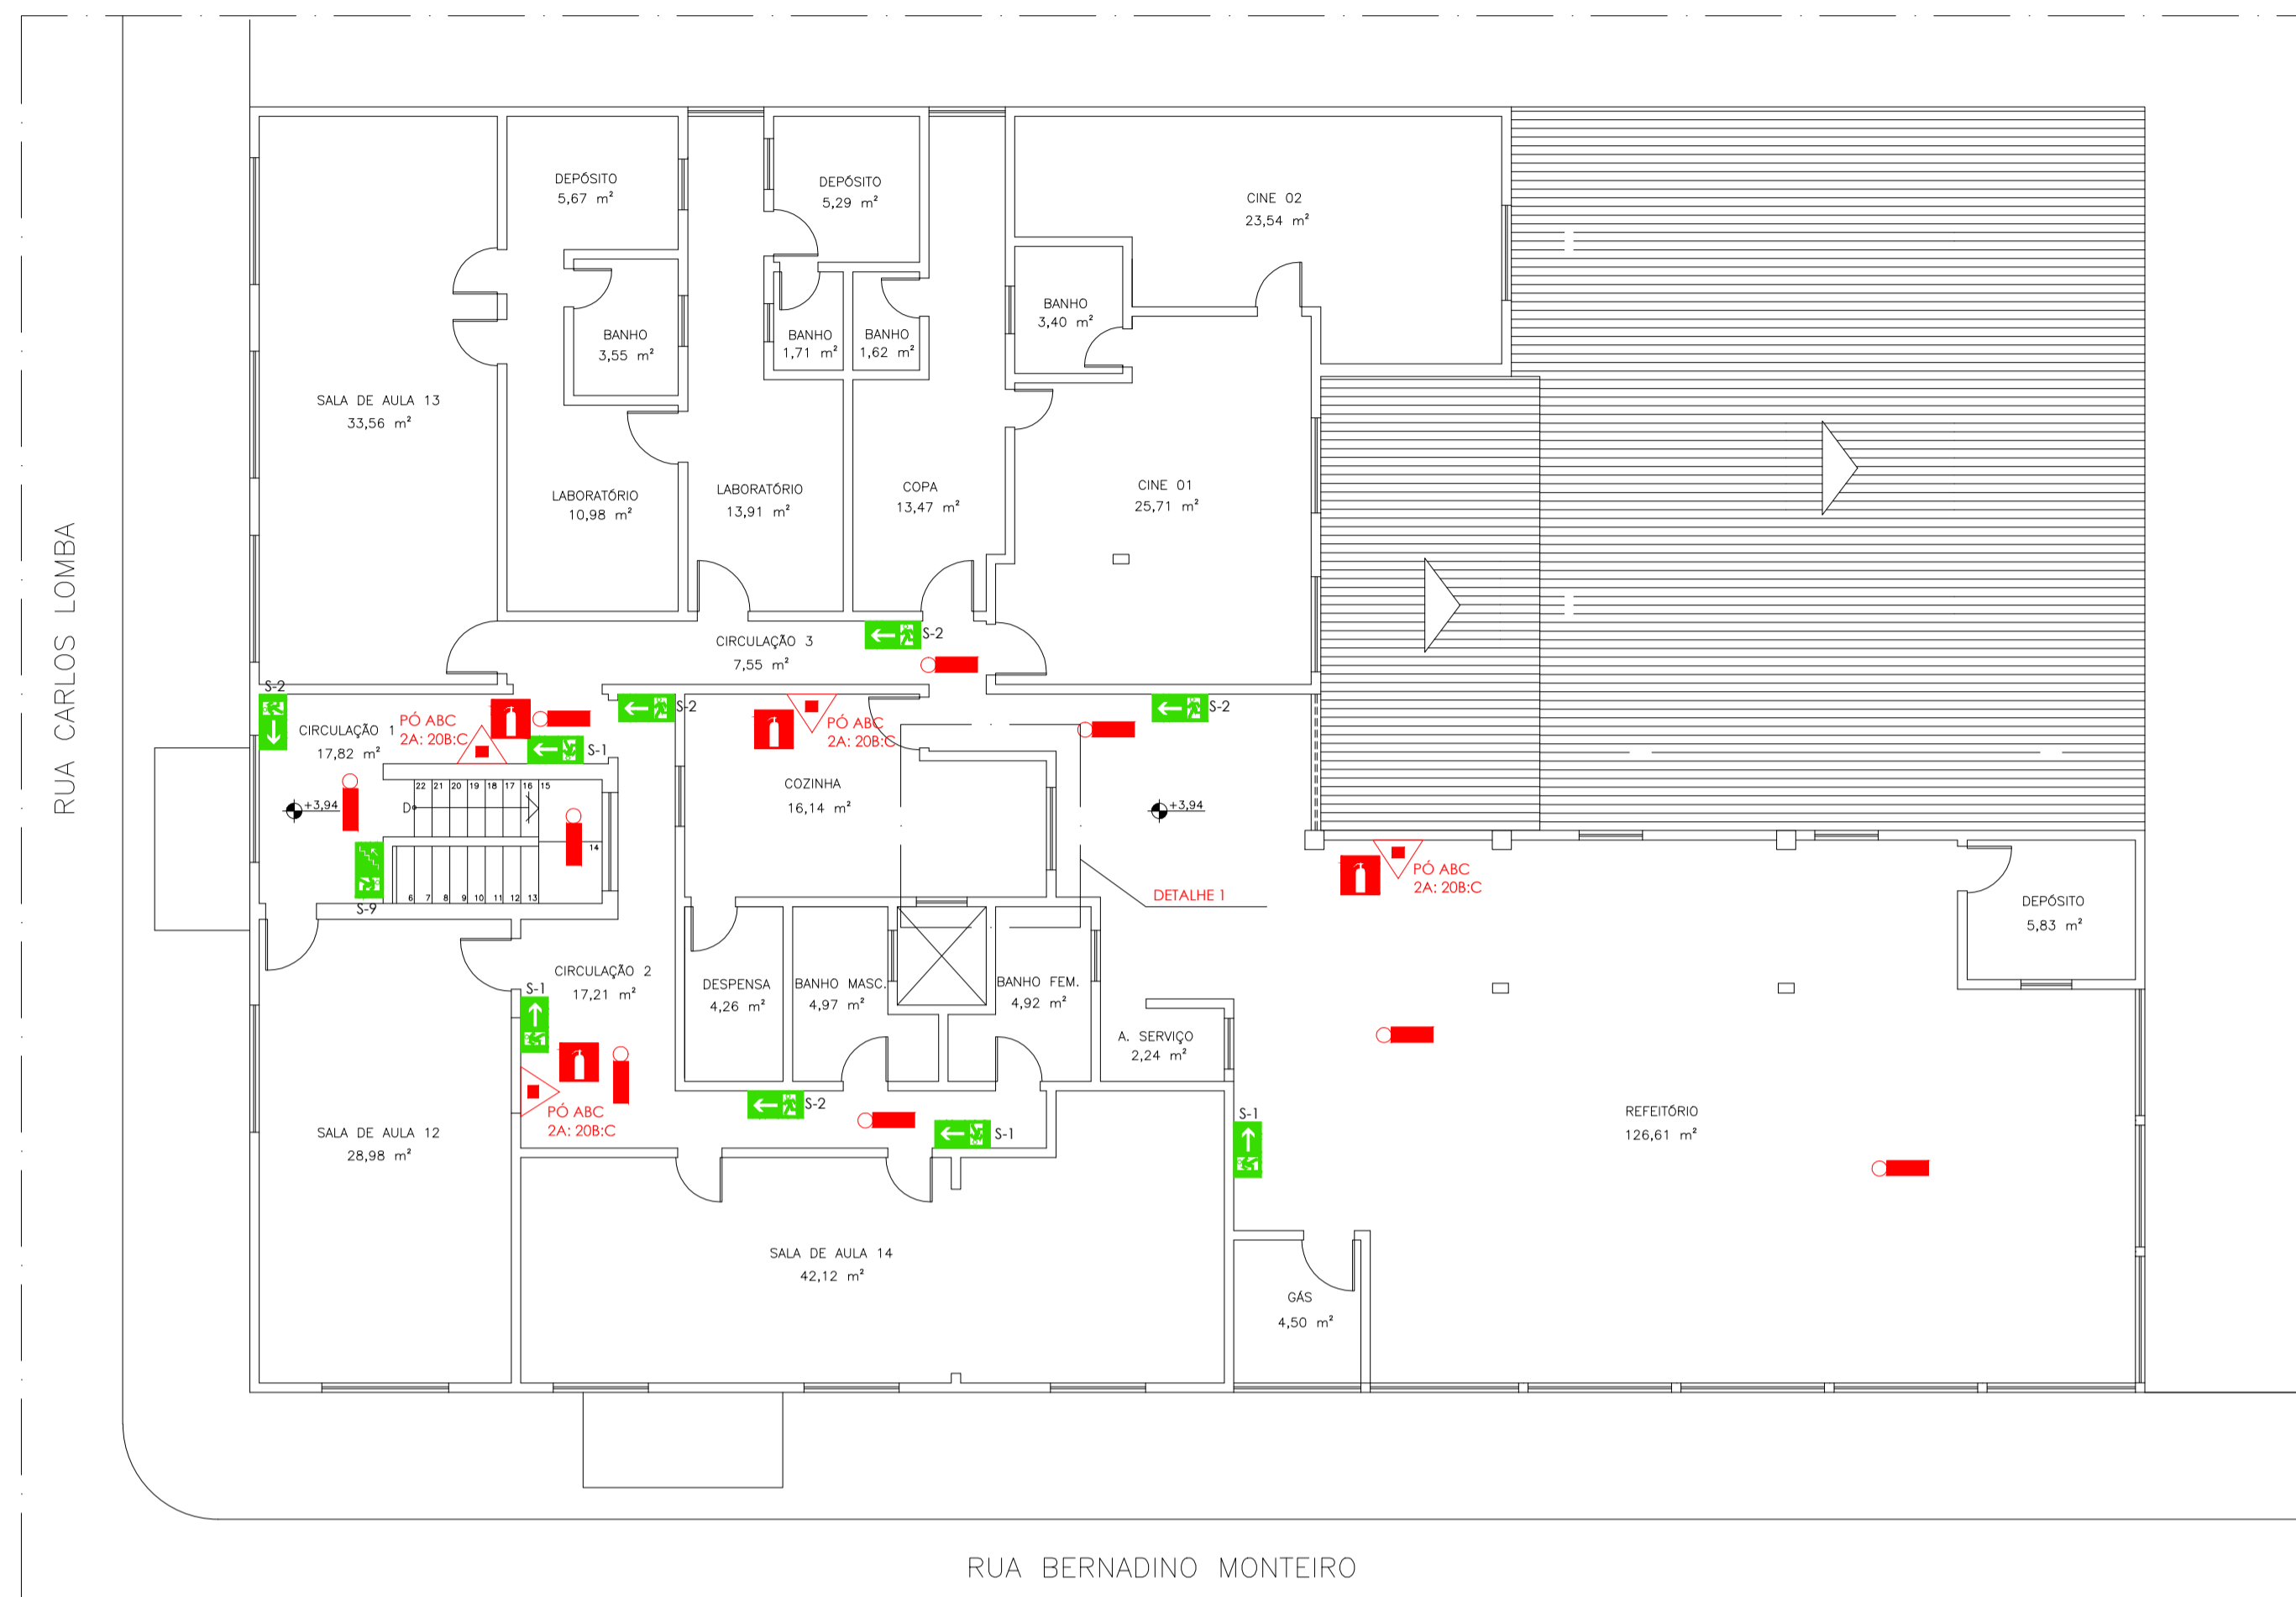 DEPÓSITO
5,67 m²
DEPÓSITO
5,29 m²
CINE 02
23,54 m²
BANHO
3,55 m²
BANHO
1,71 m²
BANHO
1,62 m²
BANHO
3,40 m²
SALA DE AULA 13
33,56 m²
LABORATÓRIO
10,98 m²
LABORATÓRIO
13,91 m²
COPA
13,47 m²
CINE 01
25,71 m²
RUA CARLOS LOMBA
CIRCULAÇÃO 3
7,55 m²
S-2
S-2
CIRCULAÇÃO 1
17,82 m²
PÓ ABC
2A: 20B:C
S-1
S-2
PÓ ABC
2A: 20B:C
S-2
COZINHA
16,14 m²
+3,94
D
22 21 20 19 18 17 16 15
14
6 7 8 9 10 11 12 13
S-9
+3,94
DETALHE 1
PÓ ABC
2A: 20B:C
DEPÓSITO
5,83 m²
CIRCULAÇÃO 2
17,21 m²
S-1
DESPENSA
4,26 m²
BANHO MASC.
4,97 m²
BANHO FEM.
4,92 m²
A. SERVIÇO
2,24 m²
PÓ ABC
2A: 20B:C
S-2
S-1
S-1
REFEITÓRIO
126,61 m²
SALA DE AULA 12
28,98 m²
SALA DE AULA 14
42,12 m²
GÁS
4,50 m²
RUA BERNADINO MONTEIRO